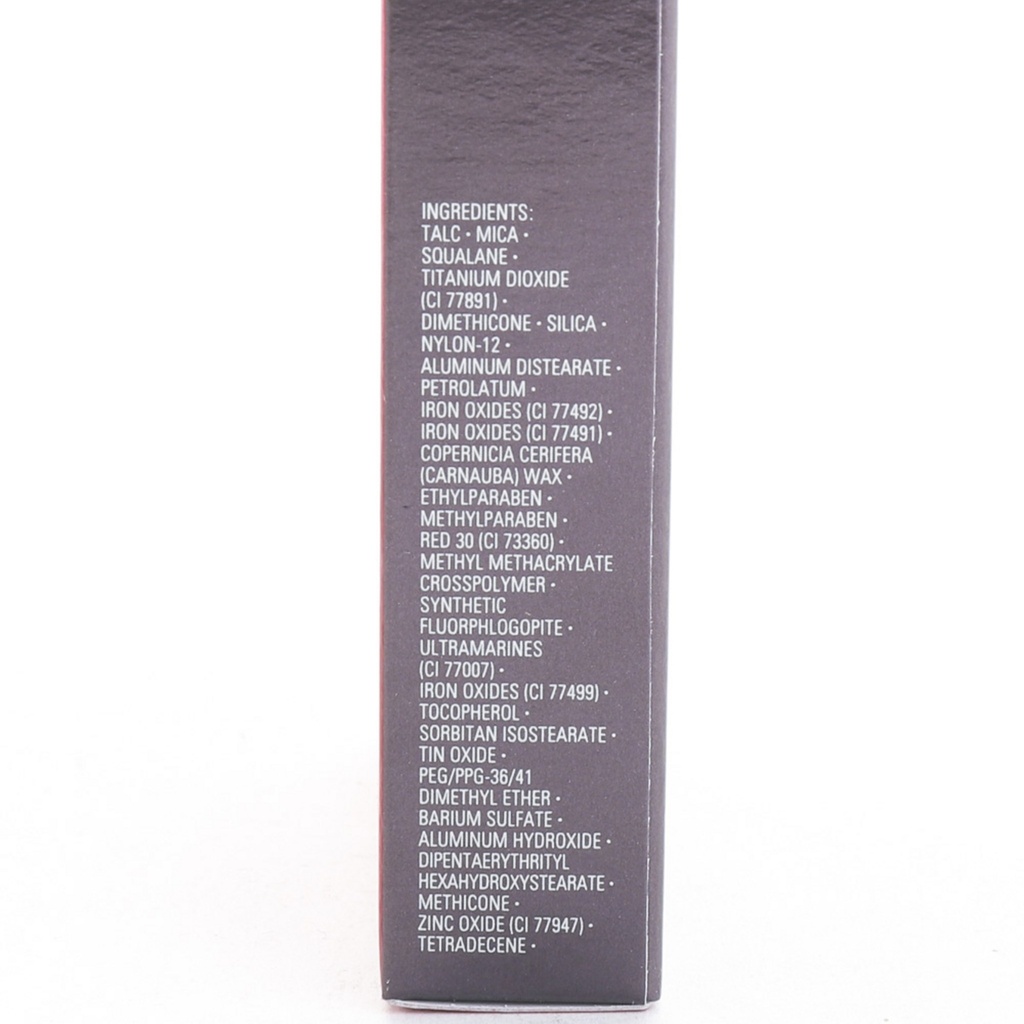 INGREDIENTS:
TALC · MICA ·
SQUALANE ·
TITANIUM DIOXIDE
(CI 77891) ·
DIMETHICONE · SILICA ·
NYLON-12 ·
ALUMINUM DISTEARATE ·
PETROLATUM ·
IRON OXIDES (CI 77492) ·
IRON OXIDES (CI 77491) ·
COPERNICIA CERIFERA
(CARNAUBA) WAX ·
ETHYLPARABEN ·
METHYLPARABEN ·
RED 30 (CI 73360) ·
METHYL METHACRYLATE
CROSSPOLYMER ·
SYNTHETIC
FLUORPHLOGOPITE ·
ULTRAMARINES
(CI 77007) ·
IRON OXIDES (CI 77499) ·
TOCOPHEROL ·
SORBITAN ISOSTEARATE ·
TIN OXIDE ·
PEG/PPG-36/41
DIMETHYL ETHER ·
BARIUM SULFATE ·
ALUMINUM HYDROXIDE ·
DIPENTAERYTHRITYL
HEXAHYDROXYSTEARATE ·
METHICONE ·
ZINC OXIDE (CI 77947) ·
TETRADECENE ·